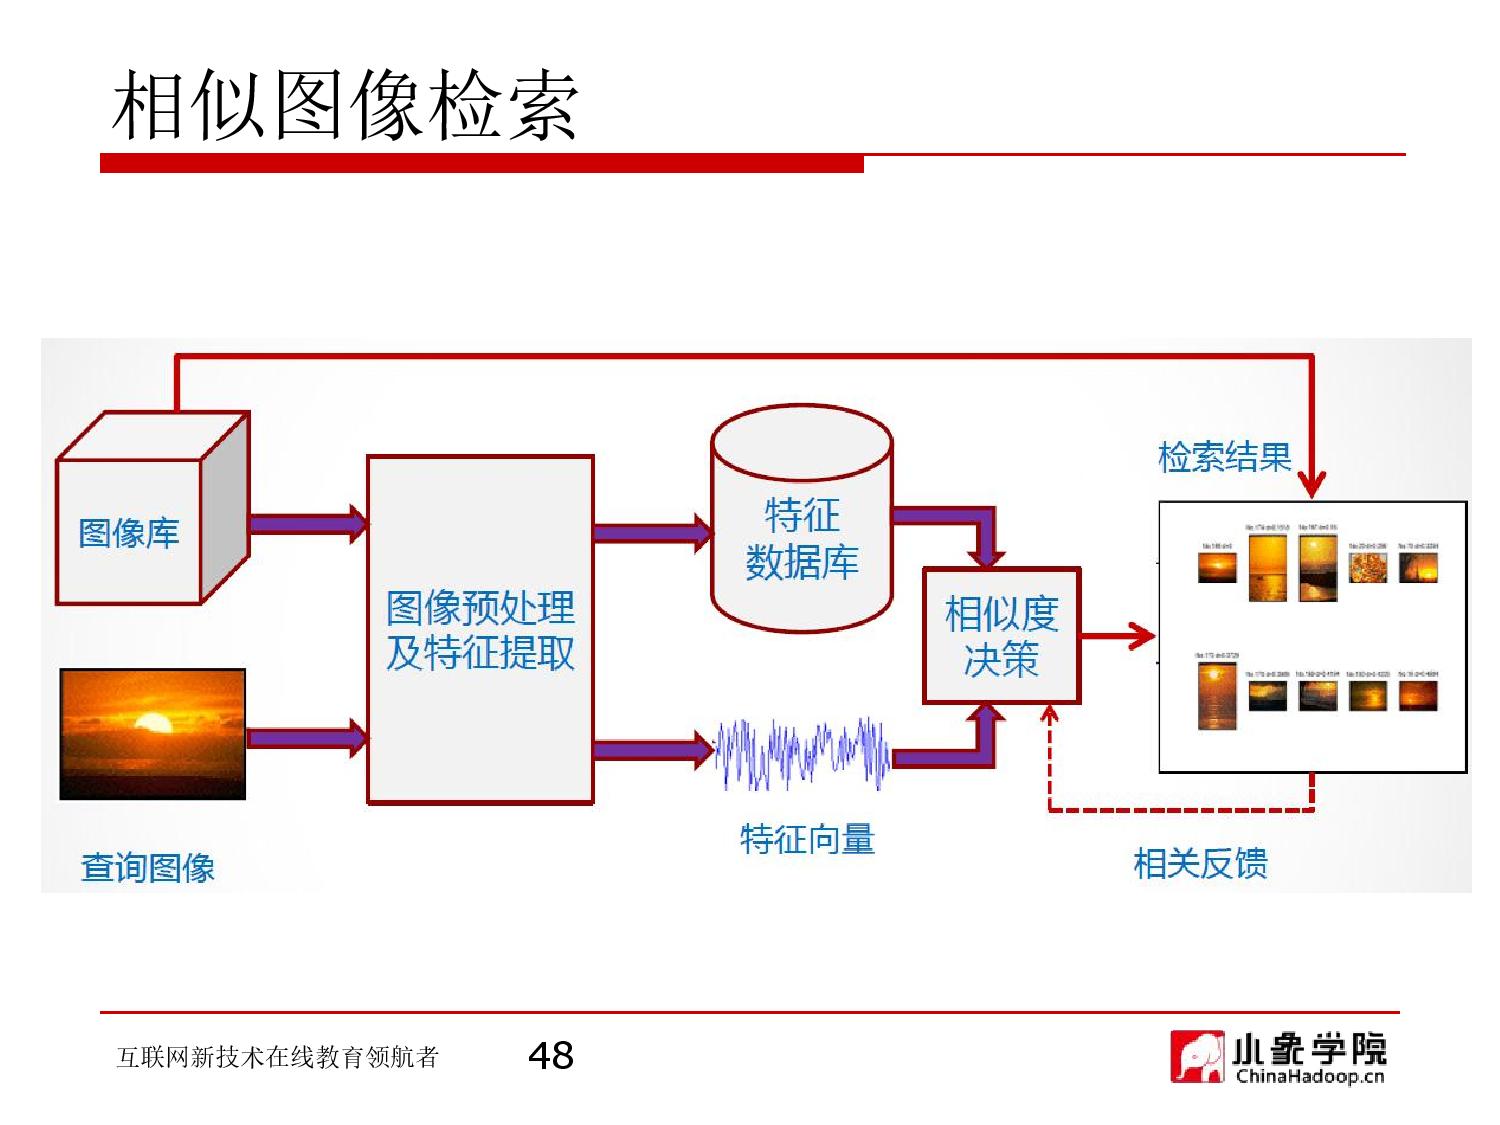 相似图像检索
检索结果
图像库
特征
数据库
图像预处理
及特征提取
相似度
决策
特征向量
查询图像
相关反馈
互联网新技术在线教育领航者
48
小象学院
ChinaHadoop.cn